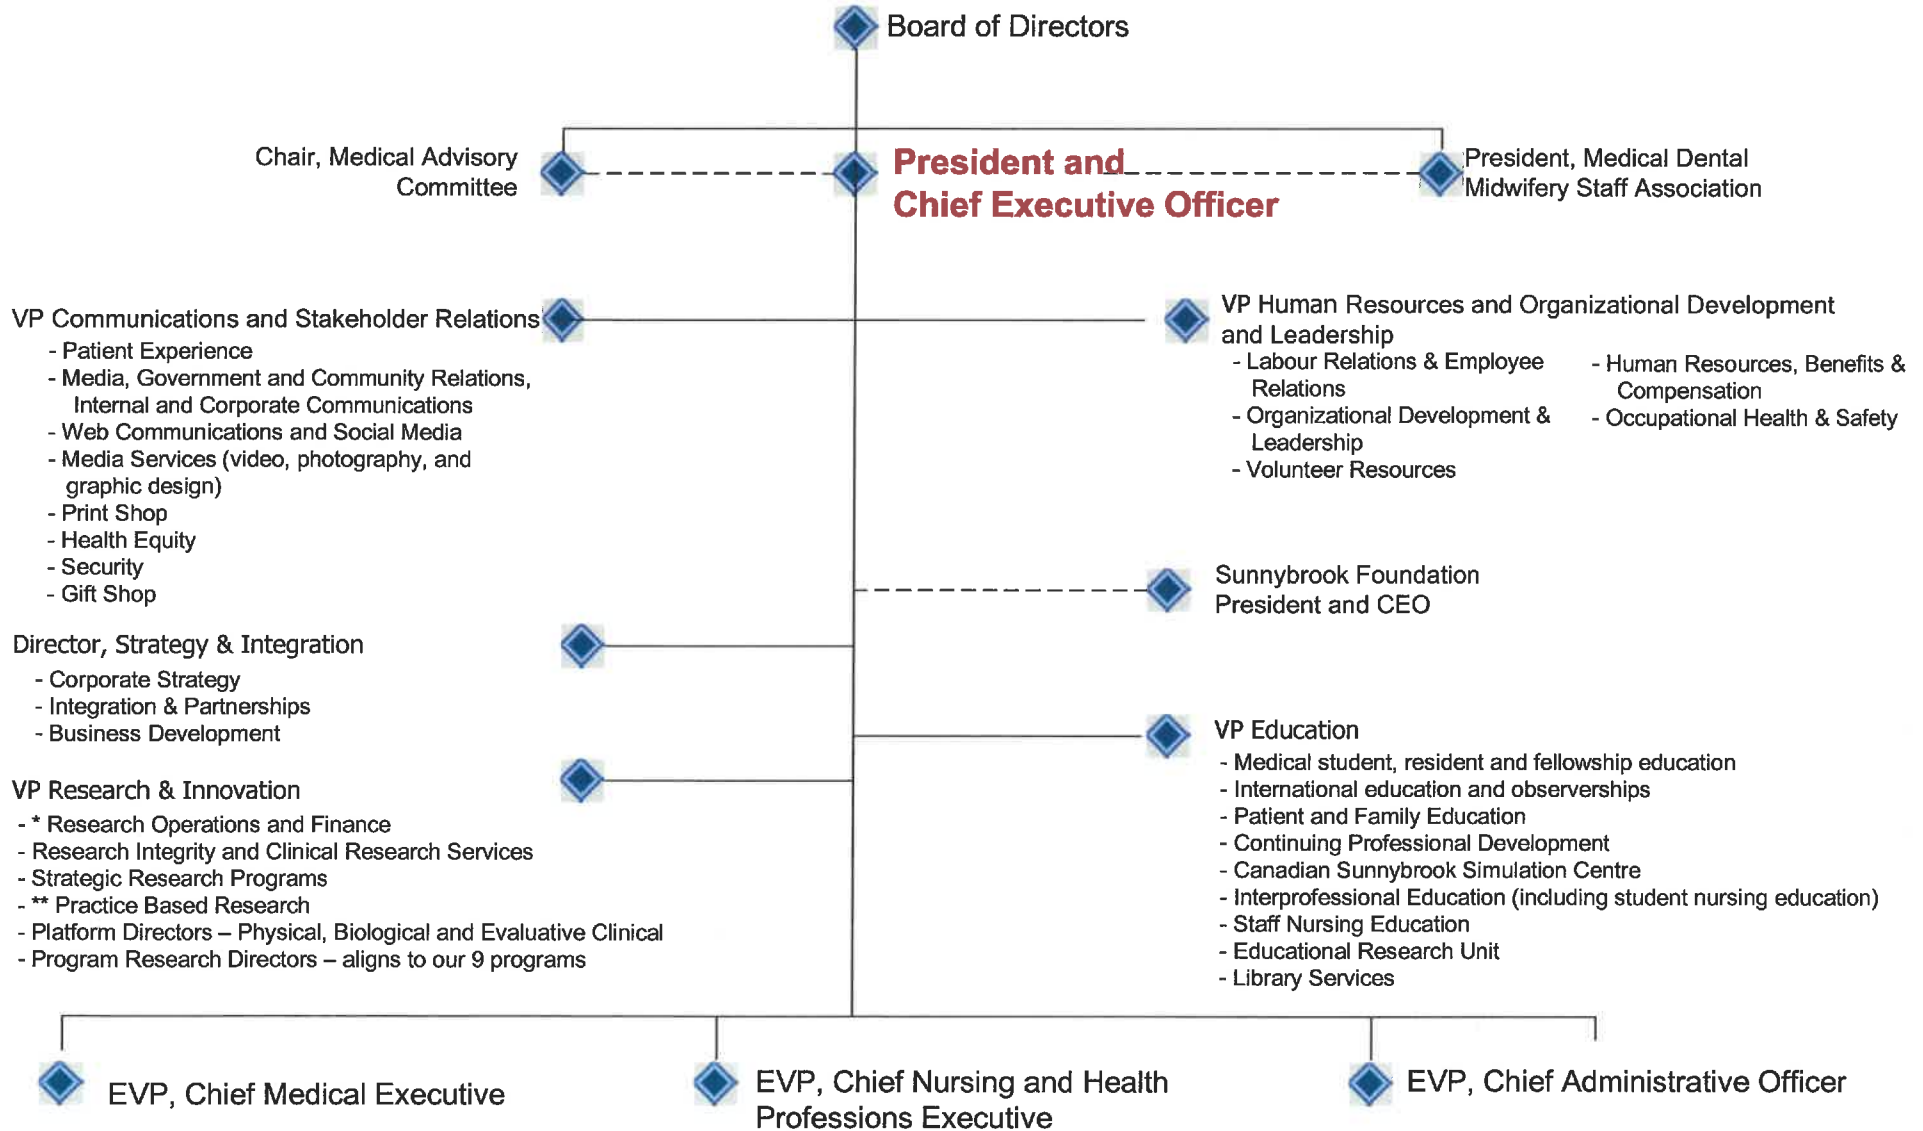 Board of Directors
Chair, Medical Advisory
Committee
President and
Chief Executive Officer
President, Medical Dental
Midwifery Staff Association
VP Communications and Stakeholder Relations
- Patient Experience
- Media, Government and Community Relations,
Internal and Corporate Communications
- Web Communications and Social Media
- Media Services (video, photography, and
graphic design)
- Print Shop
- Health Equity
- Security
- Gift Shop
VP Human Resources and Organizational Development
and Leadership
- Labour Relations & Employee
Relations
- Organizational Development &
Leadership
- Volunteer Resources
- Human Resources, Benefits &
Compensation
- Occupational Health & Safety
Sunnybrook Foundation
President and CEO
Director, Strategy & Integration
- Corporate Strategy
- Integration & Partnerships
- Business Development
VP Education
- Medical student, resident and fellowship education
- International education and observerships
- Patient and Family Education
- Continuing Professional Development
- Canadian Sunnybrook Simulation Centre
- Interprofessional Education (including student nursing education)
- Staff Nursing Education
- Educational Research Unit
- Library Services
VP Research & Innovation
- * Research Operations and Finance
- Research Integrity and Clinical Research Services
- Strategic Research Programs
- ** Practice Based Research
- Platform Directors – Physical, Biological and Evaluative Clinical
- Program Research Directors – aligns to our 9 programs
EVP, Chief Medical Executive
EVP, Chief Nursing and Health
Professions Executive
EVP, Chief Administrative Officer